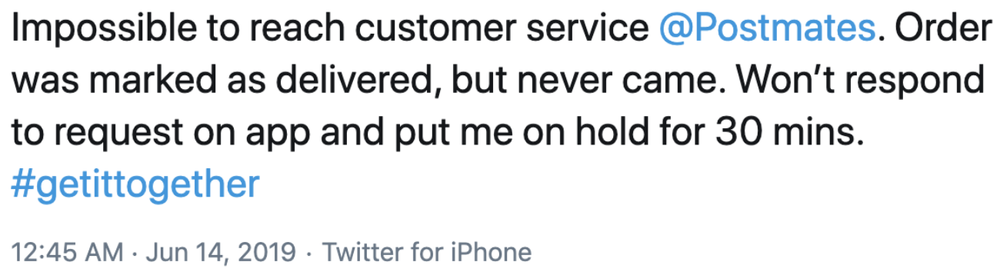 Impossible to reach customer service @Postmates. Order
was marked as delivered, but never came. Won’t respond
to request on app and put me on hold for 30 mins.
#getittogether
12:45 AM · Jun 14, 2019 · Twitter for iPhone